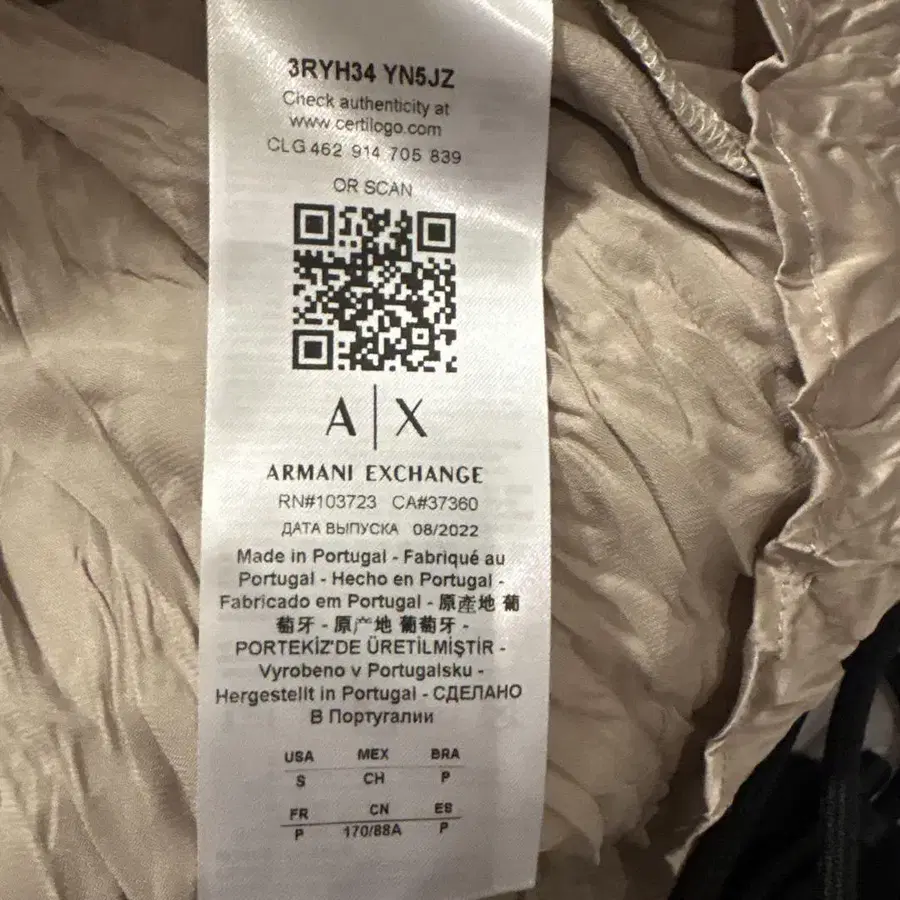 3RYH34 YN5JZ
Check authenticity at
www.certilogo.com
CLG 462 914 705 839
OR SCAN
A|X
ARMANI EXCHANGE
RN#103723 CA#37360
ДАТА ВЫПУСКА 08/2022
Made in Portugal - Fabriqué au
Portugal - Hecho en Portugal -
Fabricado em Portugal - 原產地 葡
萄牙 - 原产地 葡萄牙 -
PORTEKİZ'DE ÜRETİLMİŞTİR -
Vyrobeno v Portugalsku -
Hergestellt in Portugal - СДЕЛАНО
В Португалии
USA MEX BRA
S CH P
FR CN ES
P 170/88A P